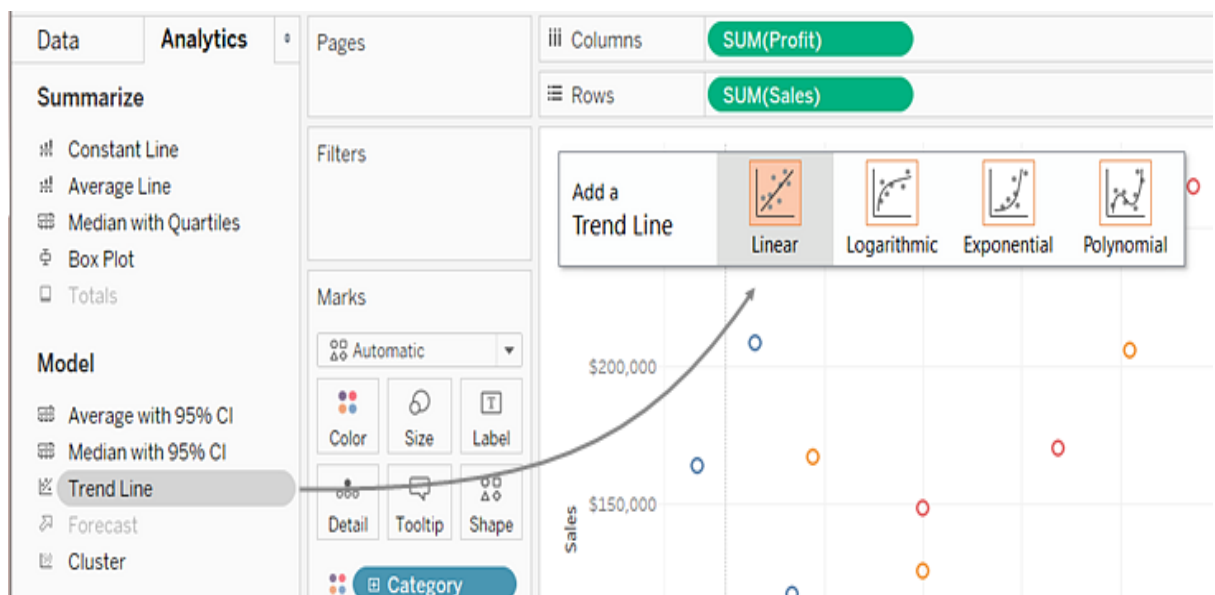 Data
Analytics
Summarize
Constant Line
Average Line
Median with Quartiles
Box Plot
Totals
Model
Average with 95% CI
Median with 95% CI
Trend Line
Forecast
Cluster
Pages
Filters
Marks
Automatic
Color
Size
Label
Detail
Tooltip
Shape
Category
Columns
SUM(Profit)
Rows
SUM(Sales)
Add a
Trend Line
Linear
Logarithmic
Exponential
Polynomial
$200,000
$150,000
Sales